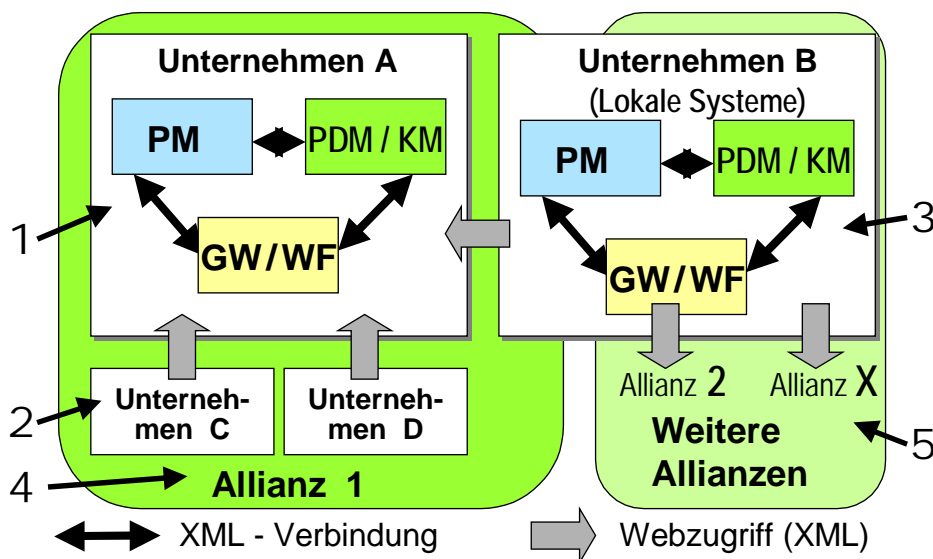 Unternehmen A
PM
PDM / KM
GW/WF
Unternehmen B
(Lokale Systeme)
PM
PDM / KM
GW/WF
1
3
2
Unterneh-
men C
Unterneh-
men D
Allianz 2
Allianz X
Weitere
Allianzen
5
4
Allianz 1
XML - Verbindung
Webzugriff (XML)